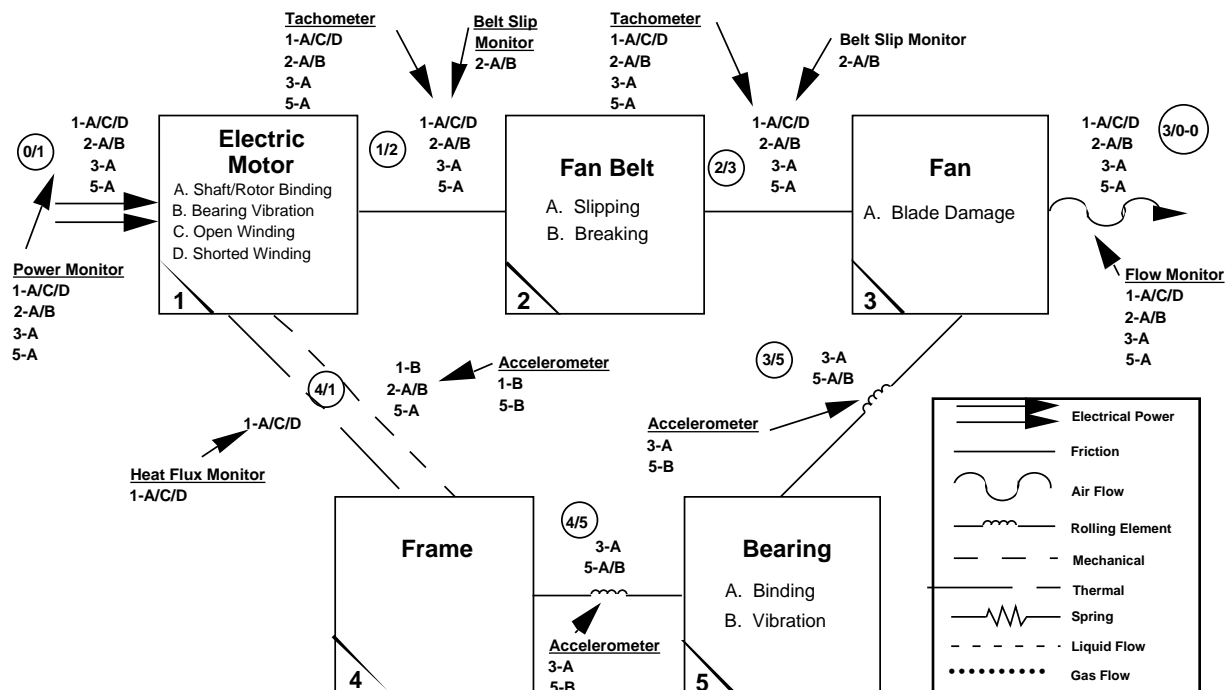 Tachometer
1-A/C/D
2-A/B
3-A
5-A
Belt Slip
Monitor
2-A/B
Tachometer
1-A/C/D
2-A/B
3-A
5-A
Belt Slip Monitor
2-A/B
0/1
1-A/C/D
2-A/B
3-A
5-A
Electric
Motor
A. Shaft/Rotor Binding
B. Bearing Vibration
C. Open Winding
D. Shorted Winding
1
1/2
1-A/C/D
2-A/B
3-A
5-A
Fan Belt
A. Slipping
B. Breaking
2
2/3
1-A/C/D
2-A/B
3-A
5-A
Fan
A. Blade Damage
3
1-A/C/D
2-A/B
3-A
5-A
3/0-0
Power Monitor
1-A/C/D
2-A/B
3-A
5-A
Flow Monitor
1-A/C/D
2-A/B
3-A
5-A
4/1
1-B
2-A/B
5-A
Accelerometer
1-B
5-B
3/5
3-A
5-A/B
Accelerometer
3-A
5-B
1-A/C/D
Heat Flux Monitor
1-A/C/D
Frame
4
4/5
3-A
5-A/B
Accelerometer
3-A
5-B
Bearing
A. Binding
B. Vibration
5
Electrical Power
Friction
Air Flow
Rolling Element
Mechanical
Thermal
Spring
Liquid Flow
Gas Flow